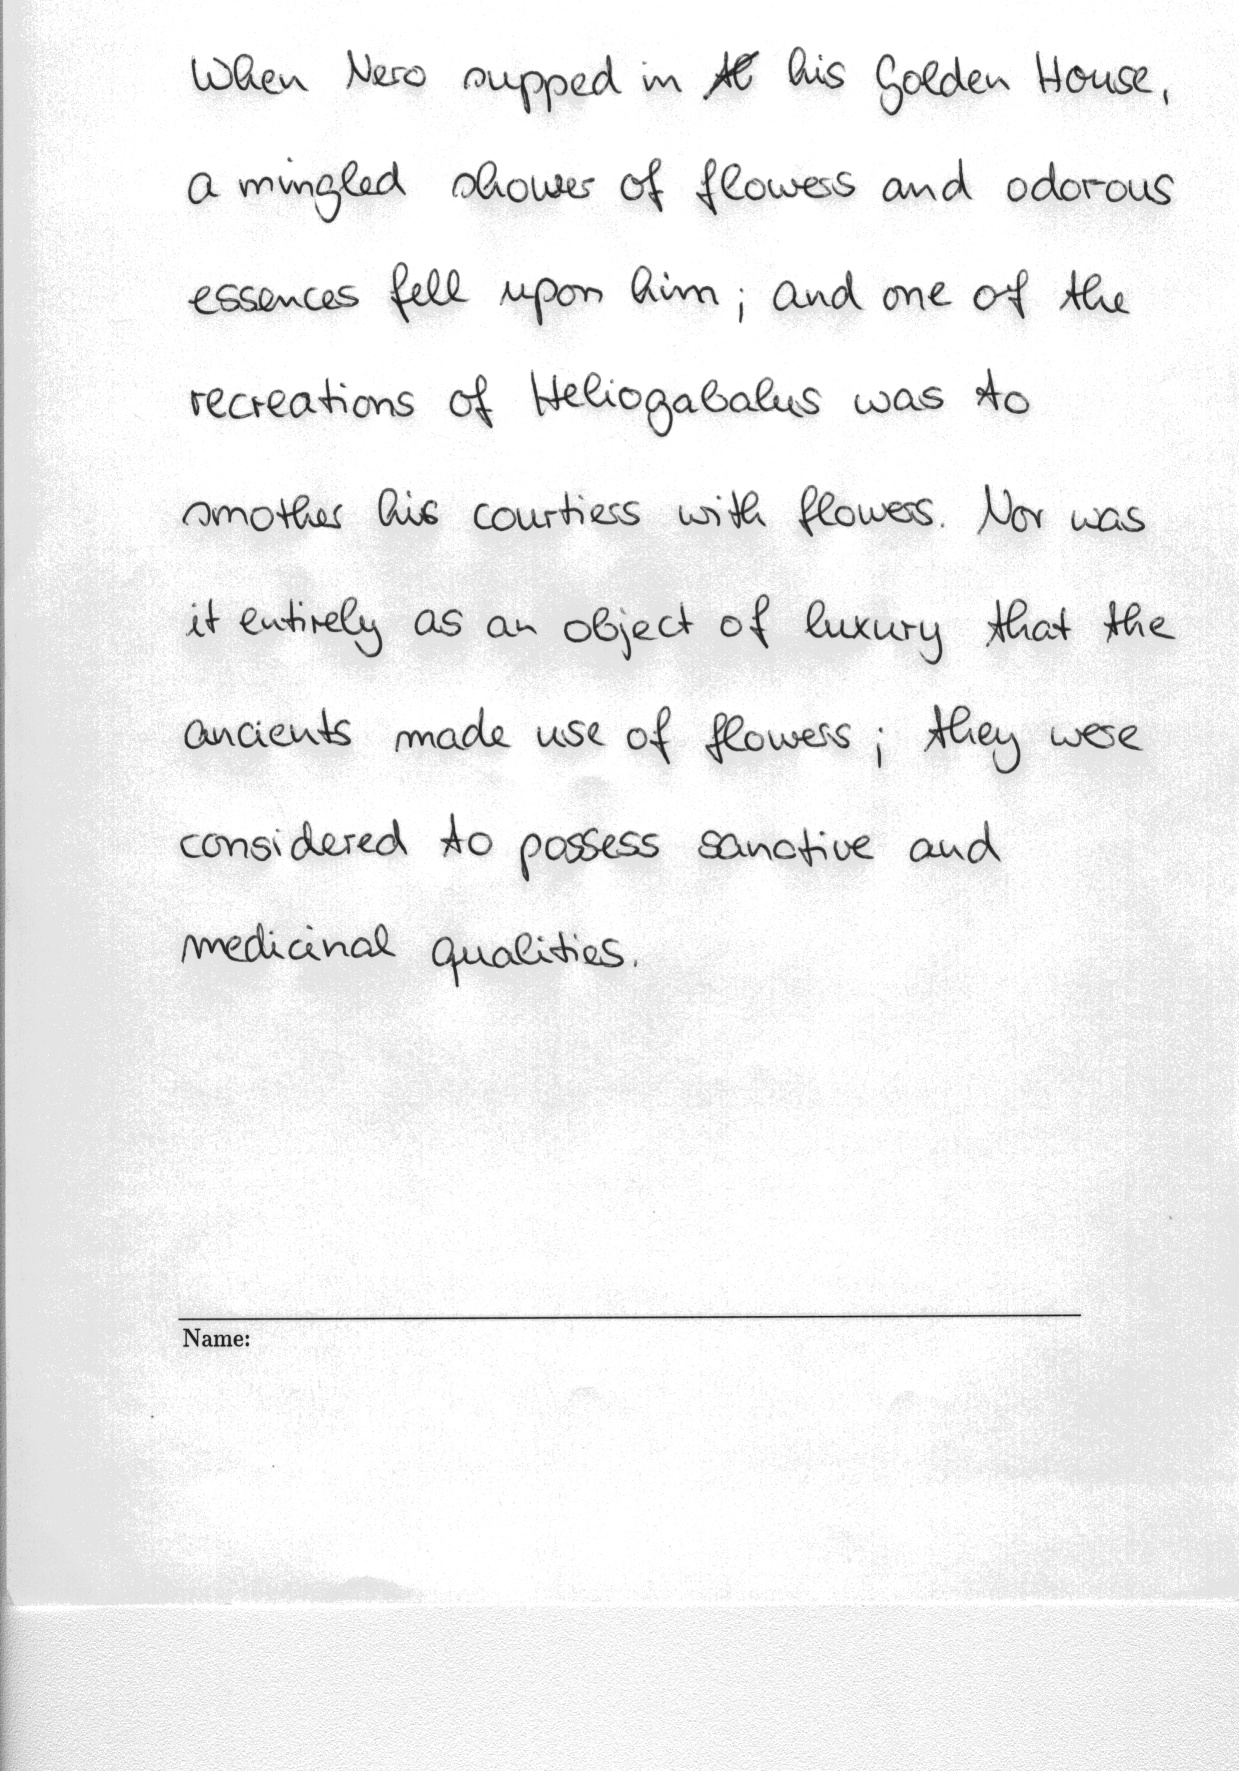 When Nero supped in his Golden House,
a mingled shower of flowers and odorous
essences fell upon him; and one of the
recreations of Heliogabalus was to
smother his courtiers with flowers. Nor was
it entirely as an object of luxury that the
ancients made use of flowers; they were
considered to possess sanative and
medicinal qualities.
Name: